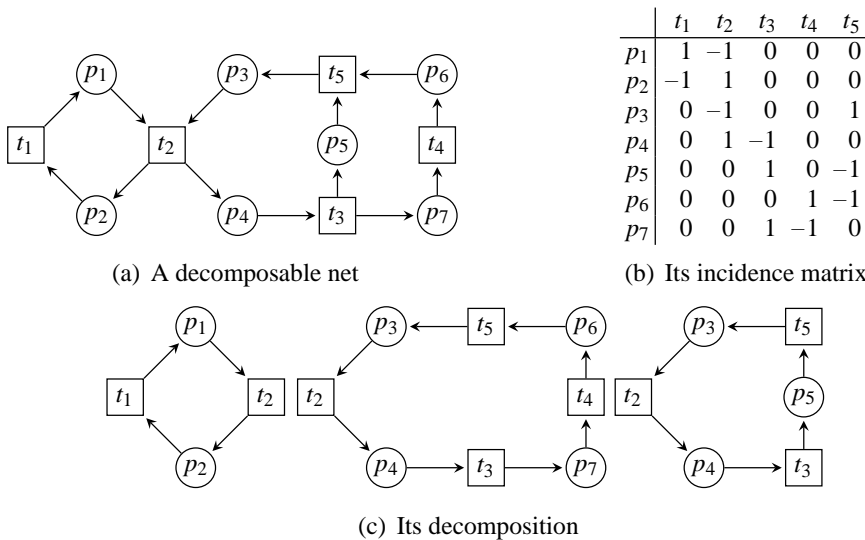 t1 t2 t3 t4 t5
p1 p3 t5 p6
p1 1 –1 0 0 0
p2 –1 1 0 0 0
p3 0 –1 0 0 1
t1 t2 p5 t4
p4 0 1 –1 0 0
p5 0 0 1 0 –1
p6 0 0 0 1 –1
p2 p4 t3 p7
p7 0 0 1 –1 0
(a) A decomposable net
(b) Its incidence matrix
p1 p3 t5 p6 p3 t5
t1 t2 t2 t4 t2 p5
p2 p4 t3 p7 p4 t3
(c) Its decomposition